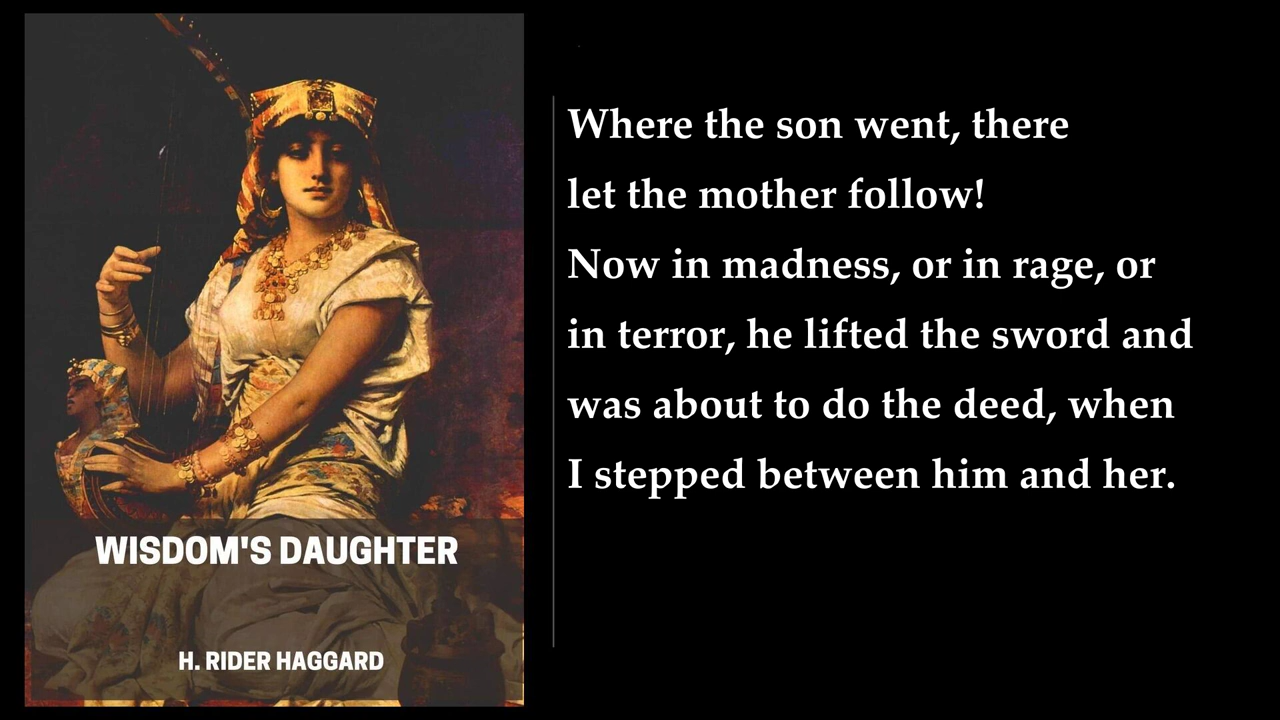 WISDOM'S DAUGHTER
H. RIDER HAGGARD
Where the son went, there
let the mother follow!
Now in madness, or in rage, or
in terror, he lifted the sword and
was about to do the deed, when
I stepped between him and her.